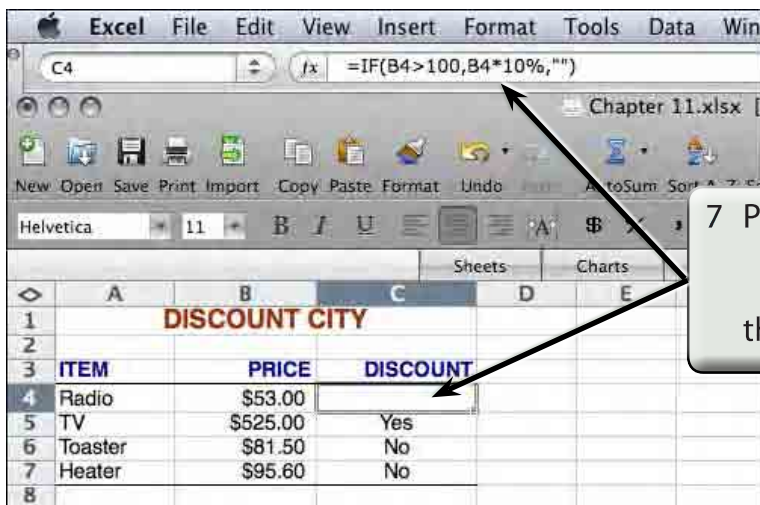 Excel File Edit View Insert Format Tools Data Win
C4 fx =IF(B4>100,B4*10%,"")
Chapter 11.xlsx [
New Open Save Print Import Copy Paste Format Undo AutoSum Sort A-Z
Helvetica 11 B I U A $ %
Sheets Charts
A B C D E
1 DISCOUNT CITY
2
3 ITEM PRICE DISCOUNT
4 Radio $53.00
5 TV $525.00 Yes
6 Toaster $81.50 No
7 Heater $95.60 No
8
7 P
th